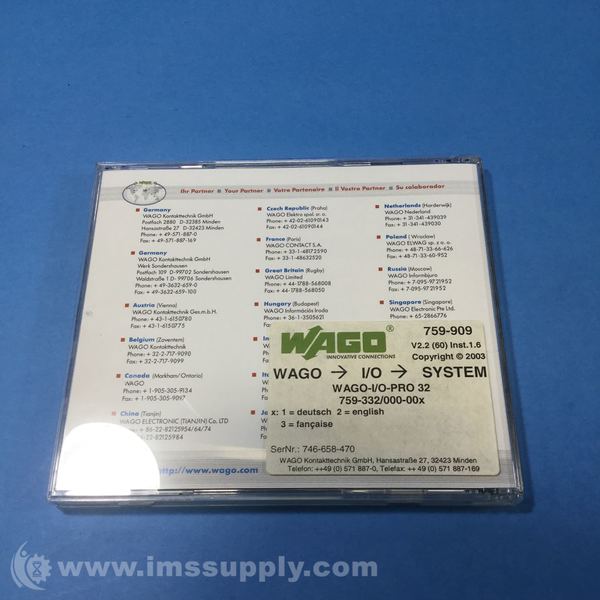 WAGO
Ihr Partner ■ Your Partner ■ Votre Partenaire ■ Il Vostro Partner ■ Su colaborador
Germany
WAGO Kontakttechnik GmbH
Postfach 2880 D-32385 Minden
Hansastraße 27 D-32423 Minden
Phone: + 49-571-887-0
Fax: + 49-571-887-169
Germany
WAGO Kontakttechnik GmbH
Werk Sondershausen
Postfach 109 D-99702 Sondershausen
Waldstraße 1 D-99706 Sondershausen
Phone: + 49-3632-659-0
Fax: + 49-3632-659-100
Austria (Vienna)
WAGO Kontakttechnik Ges.m.b.H.
Phone: + 43-1-6150780
Fax: + 43-1-6150775
Belgium (Zaventem)
WAGO Kontakttechnik
Phone: + 32-2-717-9090
Fax: + 32-2-717-9099
Canada (Markham/Ontario)
WAGO
Phone: + 1-905-305-9134
Fax: + 1-905-305-9097
China (Tianjin)
WAGO ELECTRONIC (TIANJIN) Co. LTD
Phone: + 86-22-82125954/64/74
22-82125984
http://www.wago.com
Czech Republic (Praha)
WAGO Elektro spol. sr. o.
Phone: + 42-02-61090143
Fax: + 42-02-61090144
France (Paris)
WAGO CONTACT S.A.
Phone: + 33-1-48172590
Fax: + 33-1-48632520
Great Britain (Rugby)
WAGO Limited
Phone: + 44-1788-568008
Fax: + 44-1788-568050
Hungary (Budapest)
WAGO Információs Iroda
Phone: + 36-1-3505621
Netherlands (Harderwijk)
WAGO Nederland
Phone: + 31-341-439039
Fax: + 31-341-439030
Poland (Wroclaw)
WAGO ELWAG sp. z o. o.
Phone: + 48-71-33-66-626
Fax: + 48-71-33-60-952
Russia (Moscow)
WAGO Informbjuro
Phone: + 7-095-9721952
Fax: + 7-095-9721952
Singapore (Singapore)
WAGO Electronic Pte Ltd.
Phone: + 65-2866776
WAGO®
INNOVATIVE CONNECTIONS
759-909
V2.2 (60) Inst.1.6
Copyright © 2003
WAGO → I/O → SYSTEM
WAGO-I/O-PRO 32
759-332/000-00x
x: 1 = deutsch 2 = english
3 = fançaise
SerNr.: 746-658-470
WAGO Kontakttechnik GmbH, Hansastraße 27, 32423 Minden
Telefon: ++49 (0) 571 887-0, Telefax: ++ 49 (0) 571 887-169
© www.imssupply.com